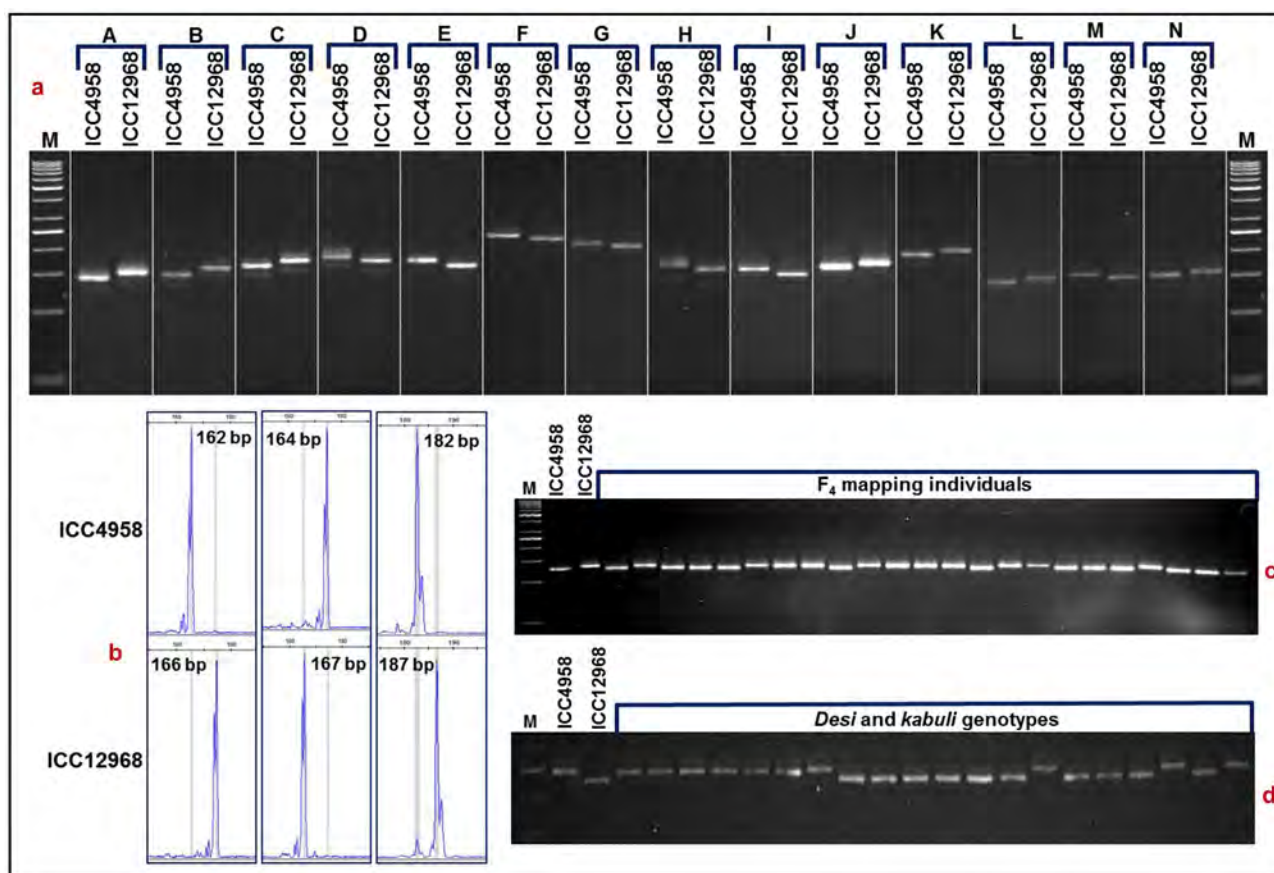 A B C D E F G H I J K L M N
a
M ICC4958 ICC12968 ICC4958 ICC12968 ICC4958 ICC12968 ICC4958 ICC12968 ICC4958 ICC12968 ICC4958 ICC12968 ICC4958 ICC12968 ICC4958 ICC12968 ICC4958 ICC12968 ICC4958 ICC12968 ICC4958 ICC12968 ICC4958 ICC12968 ICC4958 ICC12968 ICC4958 ICC12968 M
162 bp 164 bp 182 bp
ICC4958
b
166 bp 167 bp 187 bp
ICC12968
M ICC4958 ICC12968
F4 mapping individuals
c
M ICC4958 ICC12968
Desi and kabuli genotypes
d